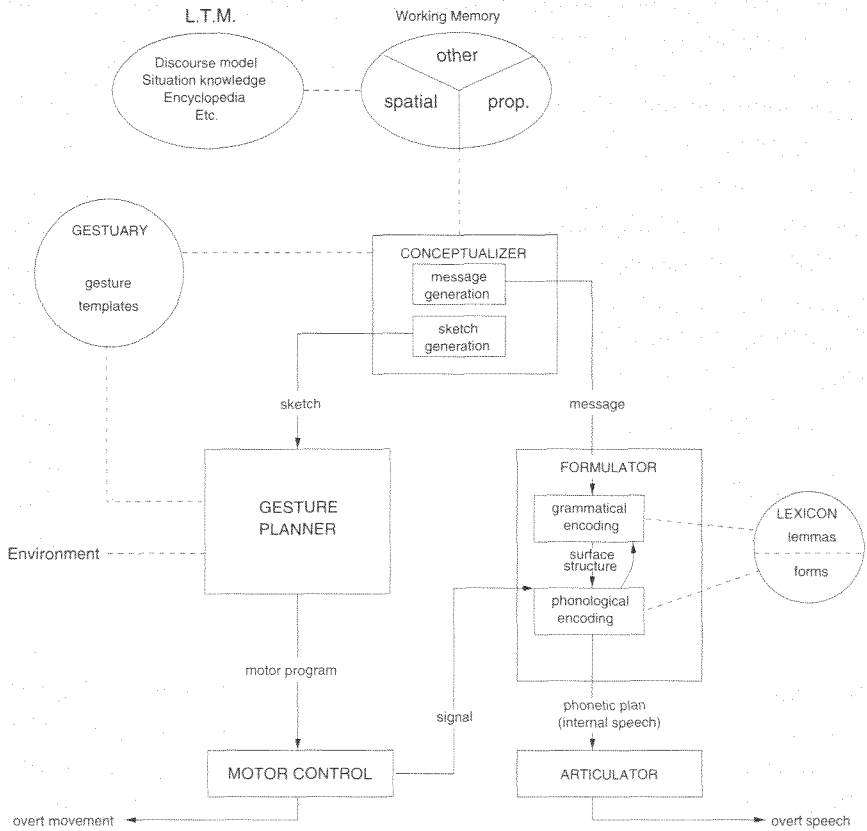 L.T.M.
Working Memory
Discourse model
Situation knowledge
Encyclopedia
Etc.
other
spatial
prop.
GESTUARY
gesture
templates
CONCEPTUALIZER
message
generation
sketch
generation
sketch
message
GESTURE
PLANNER
Environment
FORMULATOR
grammatical
encoding
surface
structure
phonological
encoding
LEXICON
lemmas
forms
motor program
signal
phonetic plan
(internal speech)
MOTOR CONTROL
ARTICULATOR
overt movement
overt speech